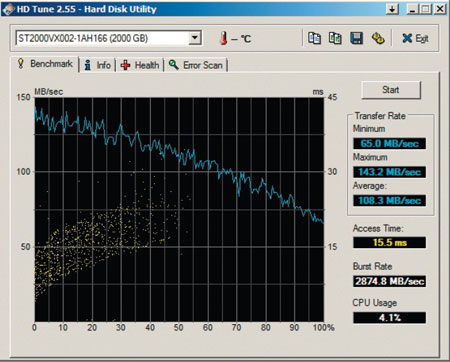 HD Tune 2.55 - Hard Disk Utility
ST2000VX002-1AH166 (2000 GB)
– °C
Exit
Benchmark
Info
Health
Error Scan
MB/sec
ms
150
100
50
45
30
15
0 10 20 30 40 50 60 70 80 90 100%
Start
Transfer Rate
Minimum
65.0 MB/sec
Maximum
143.2 MB/sec
Average:
108.3 MB/sec
Access Time:
15.5 ms
Burst Rate
2874.8 MB/sec
CPU Usage
4.1%